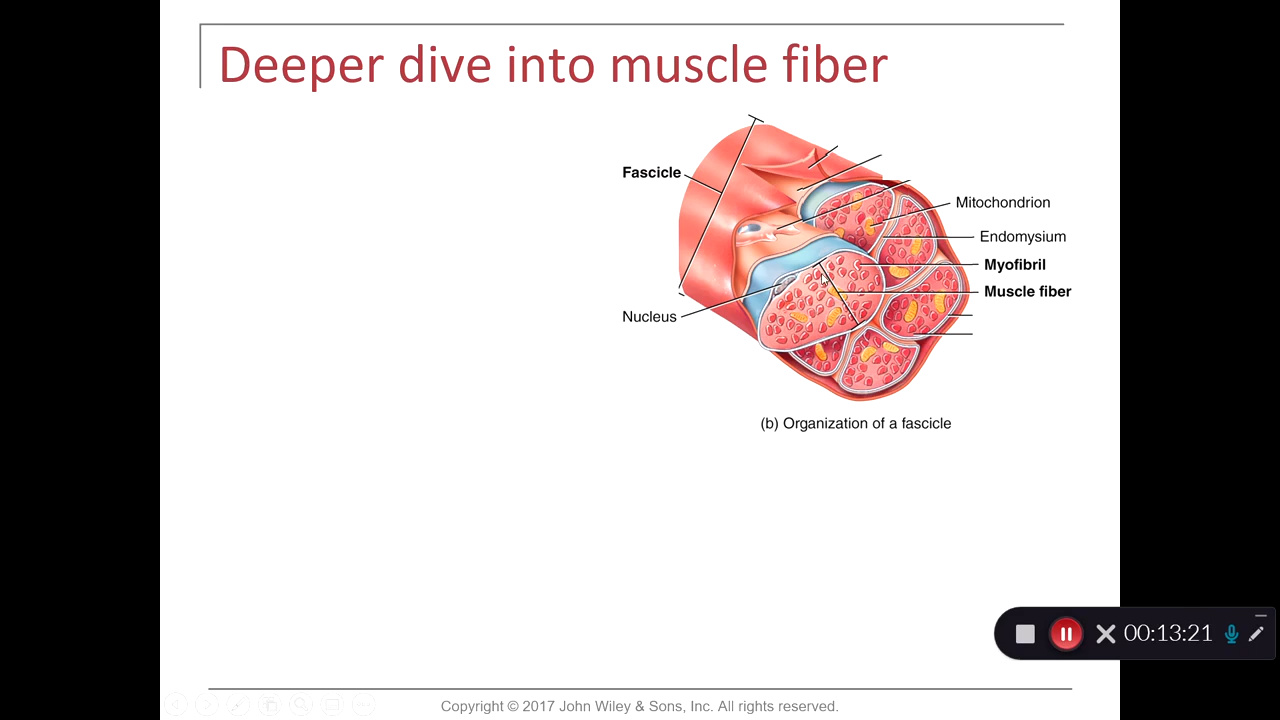 Deeper dive into muscle fiber
Fascicle
Mitochondrion
Endomysium
Myofibril
Muscle fiber
Nucleus
(b) Organization of a fascicle
00:13:21
Copyright © 2017 John Wiley & Sons, Inc. All rights reserved.